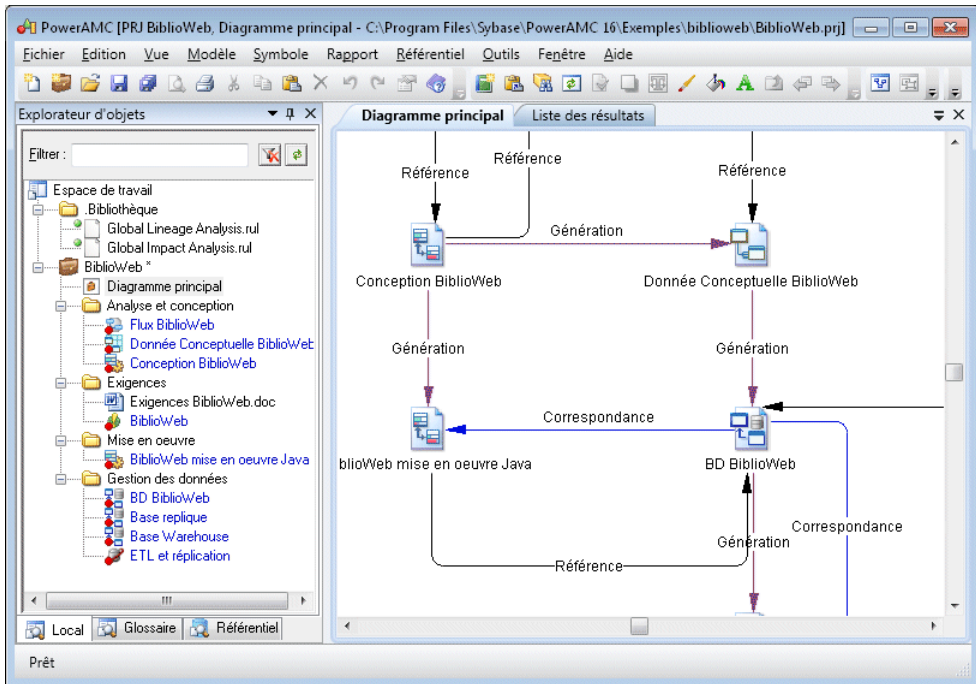 PowerAMC [PRJ BiblioWeb, Diagramme principal - C:\Program Files\Sybase\PowerAMC 16\Exemples\biblioweb\BiblioWeb.prj]
Fichier Edition Vue Modèle Symbole Rapport Référentiel Outils Fenêtre Aide
Explorateur d'objets
Filtrer :
Espace de travail
.Bibliothèque
Global Lineage Analysis.rul
Global Impact Analysis.rul
BiblioWeb *
Diagramme principal
Analyse et conception
Flux BiblioWeb
Donnée Conceptuelle BiblioWeb
Conception BiblioWeb
Exigences
Exigences BiblioWeb.doc
BiblioWeb
Mise en oeuvre
BiblioWeb mise en oeuvre Java
Gestion des données
BD BiblioWeb
Base replique
Base Warehouse
ETL et réplication
Local Glossaire Référentiel
Diagramme principal Liste des résultats
Référence
Référence
Référence
Génération
Conception BiblioWeb
Donnée Conceptuelle BiblioWeb
Génération
Génération
Correspondance
blioWeb mise en oeuvre Java
BD BiblioWeb
Correspondance
Génération
Référence
Prêt